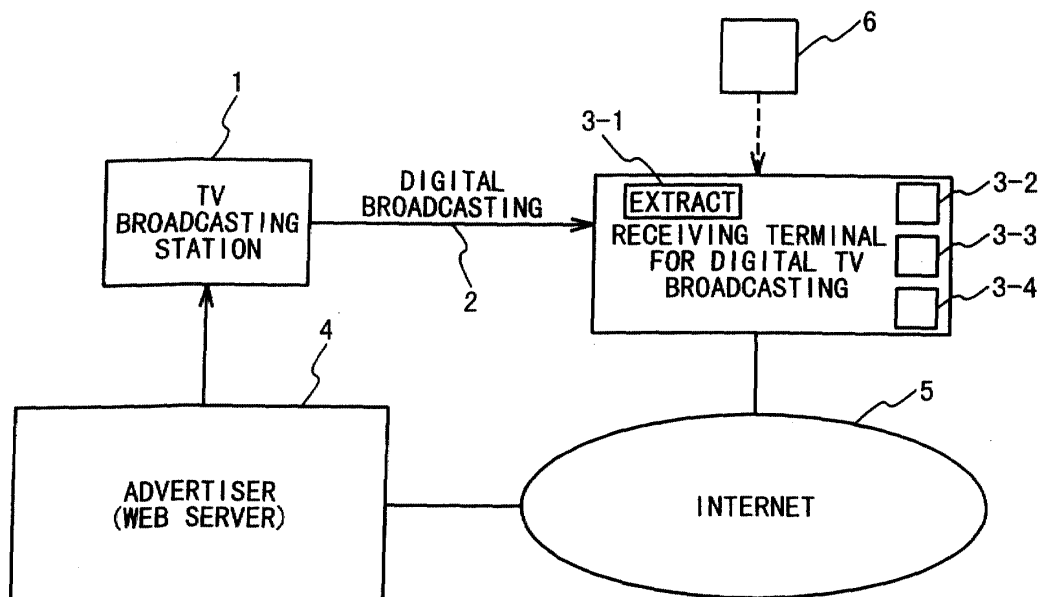 6
1
3-1
TV
BROADCASTING
STATION
DIGITAL
BROADCASTING
2
EXTRACT
RECEIVING TERMINAL
FOR DIGITAL TV
BROADCASTING
3-2
3-3
3-4
4
5
ADVERTISER
(WEB SERVER)
INTERNET